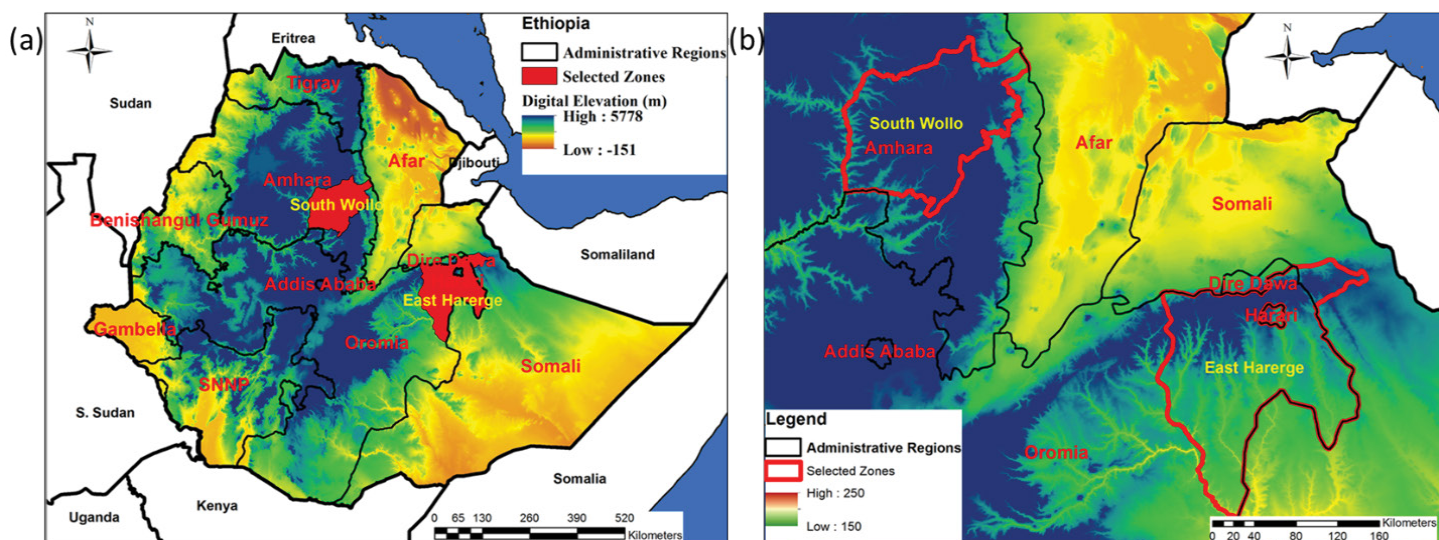 (a)
N
Eritrea
Sudan
Tigray
Afar
Djibouti
Amhara
South Wollo
Benishangul Gumuz
Somaliland
Dire Dawa
Addis Ababa
East Harerge
Gambella
Oromia
Somali
SNNP
S. Sudan
Somalia
Kenya
Uganda
Ethiopia
Administrative Regions
Selected Zones
Digital Elevation (m)
High : 5778
Low : -151
0 65 130 260 390 520
Kilometers
(b)
N
South Wollo
Amhara
Afar
Somali
Dire Dawa
Harari
Addis Ababa
East Harerge
Oromia
Legend
Administrative Regions
Selected Zones
High : 250
Low : 150
0 20 40 80 120 160
Kilometers